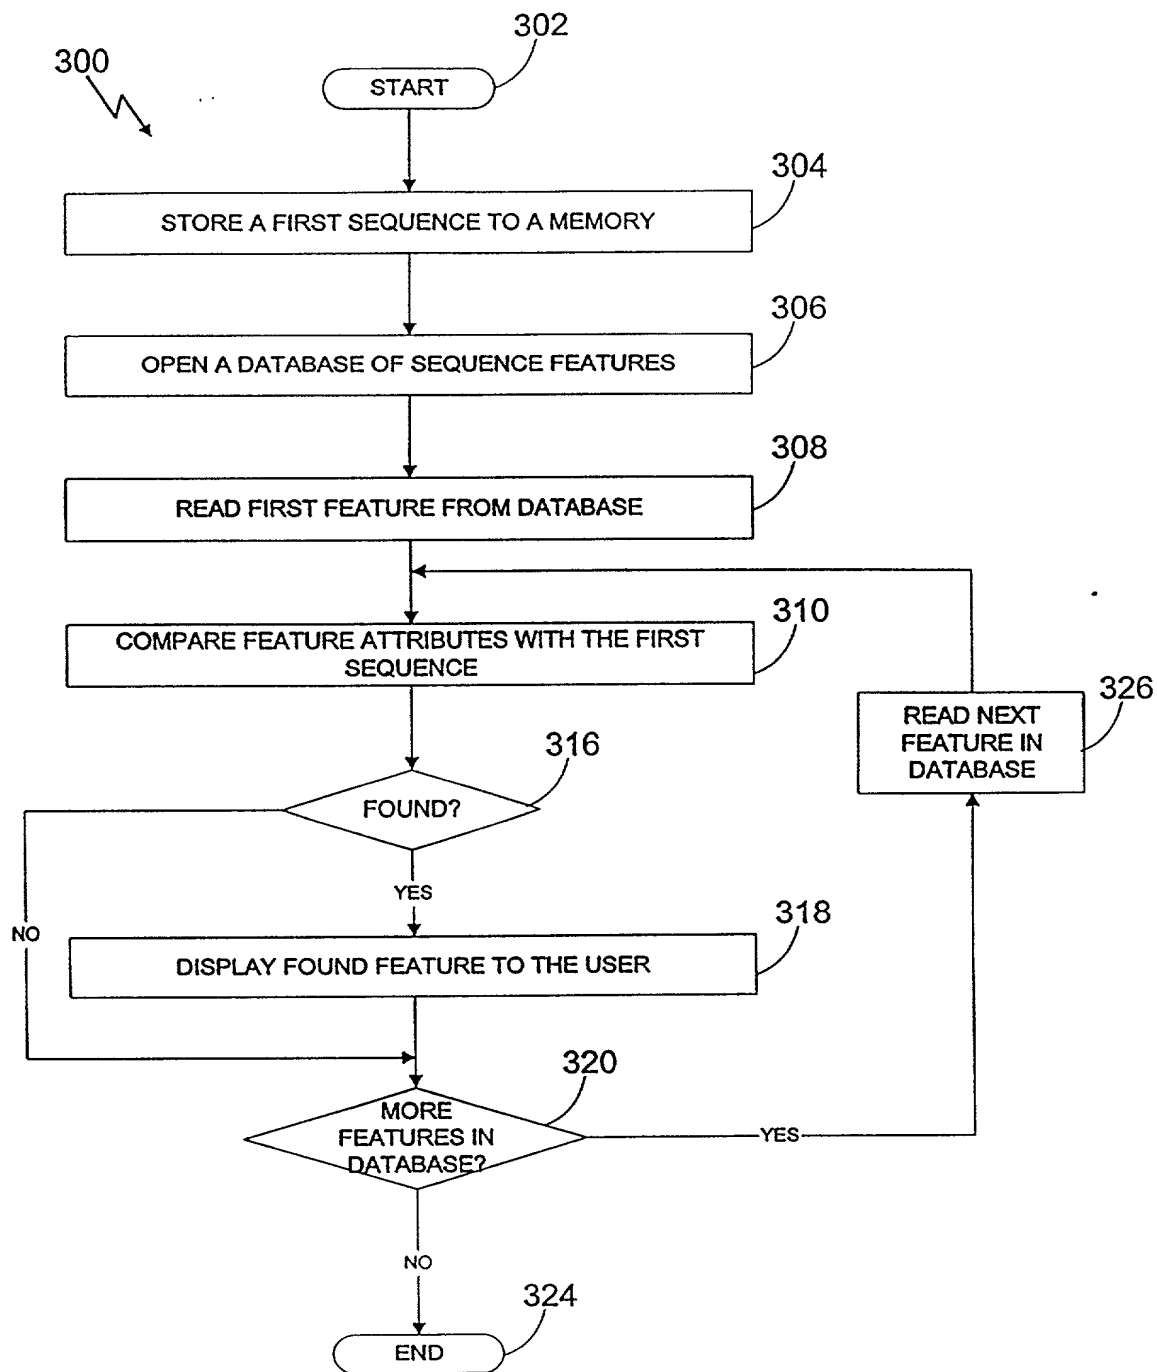 302
300
START
304
STORE A FIRST SEQUENCE TO A MEMORY
306
OPEN A DATABASE OF SEQUENCE FEATURES
308
READ FIRST FEATURE FROM DATABASE
310
COMPARE FEATURE ATTRIBUTES WITH THE FIRST
SEQUENCE
326
READ NEXT
FEATURE IN
DATABASE
316
FOUND?
YES
NO
318
DISPLAY FOUND FEATURE TO THE USER
320
MORE
FEATURES IN
DATABASE?
YES
NO
324
END